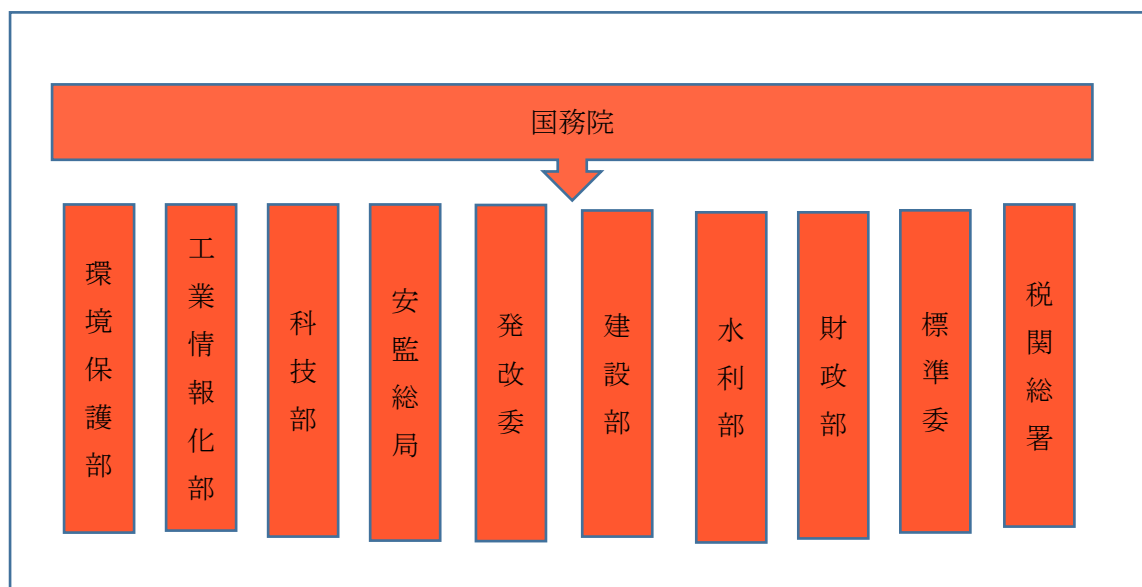 国務院
環境保護部
工業情報化部
科技部
安監総局
発改委
建設部
水利部
財政部
標準委
税関総署